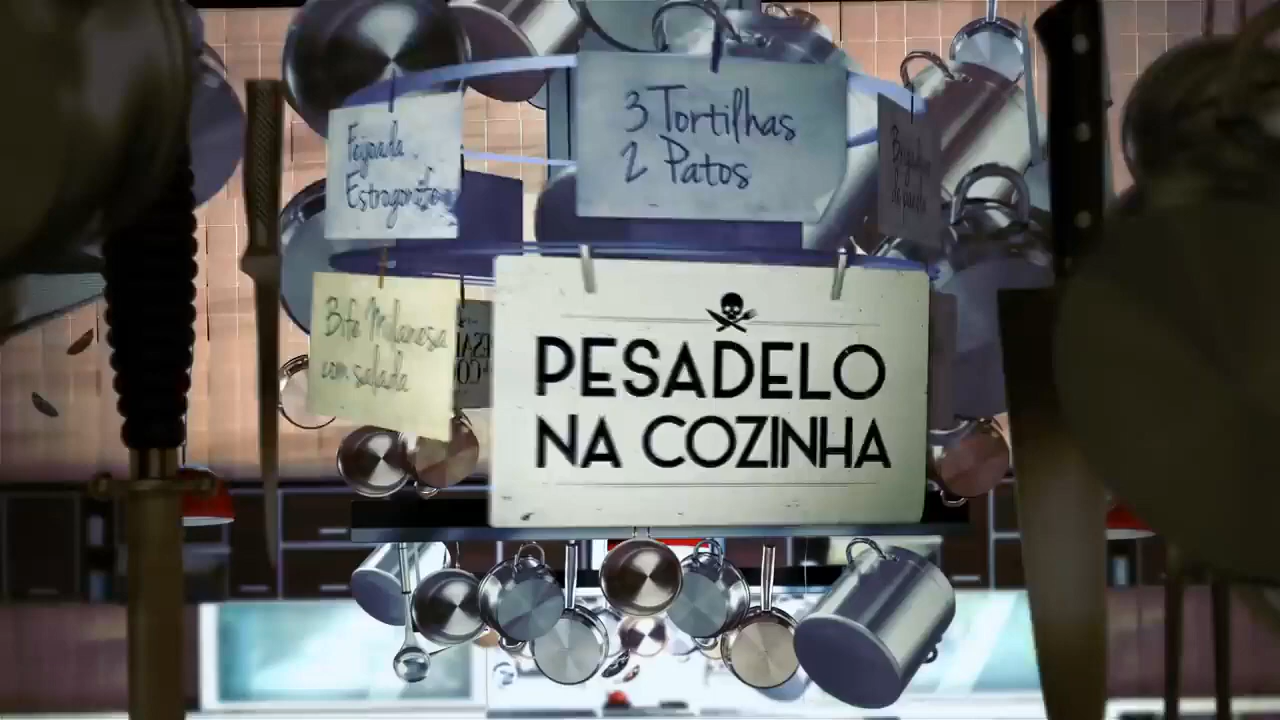 3 Tortilhas
2 Patos
Feijoada
Estrogonofe
Bife Milanesa
com salada
PESADELO
NA COZINHA